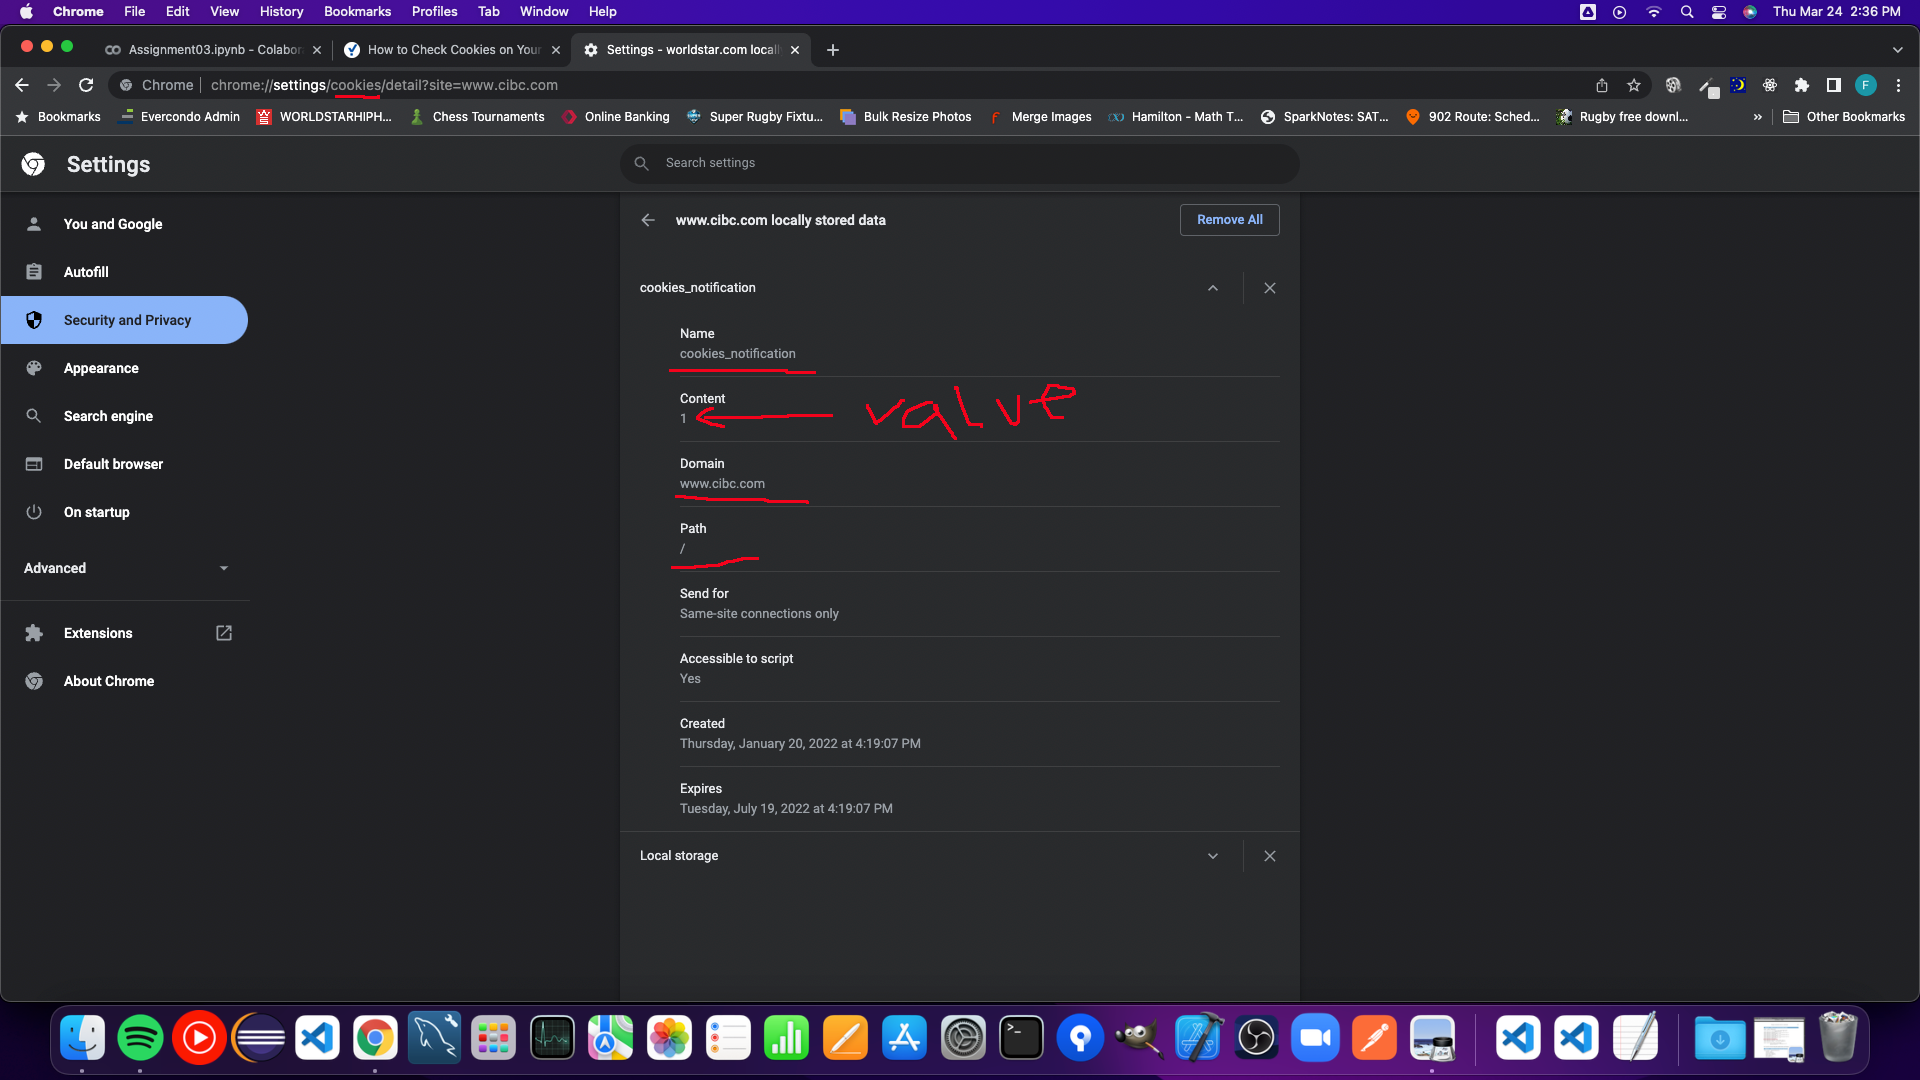 Chrome File Edit View History Bookmarks Profiles Tab Window Help Thu Mar 24 2:36 PM
Assignment03.ipynb - Colabor How to Check Cookies on Your Settings - worldstar.com locall
Chrome chrome://settings/cookies/detail?site=www.cibc.com F
Bookmarks Evercondo Admin WORLDSTARHIPH... Chess Tournaments Online Banking Super Rugby Fixtu... Bulk Resize Photos Merge Images Hamilton - Math T... SparkNotes: SAT... 902 Route: Sched... Rugby free downl... » Other Bookmarks
Settings
Search settings
You and Google
Autofill
Security and Privacy
Appearance
Search engine
Default browser
On startup
Advanced
Extensions
About Chrome
www.cibc.com locally stored data
Remove All
cookies_notification
Name
cookies_notification
Content
1
value
Domain
www.cibc.com
Path
/
Send for
Same-site connections only
Accessible to script
Yes
Created
Thursday, January 20, 2022 at 4:19:07 PM
Expires
Tuesday, July 19, 2022 at 4:19:07 PM
Local storage